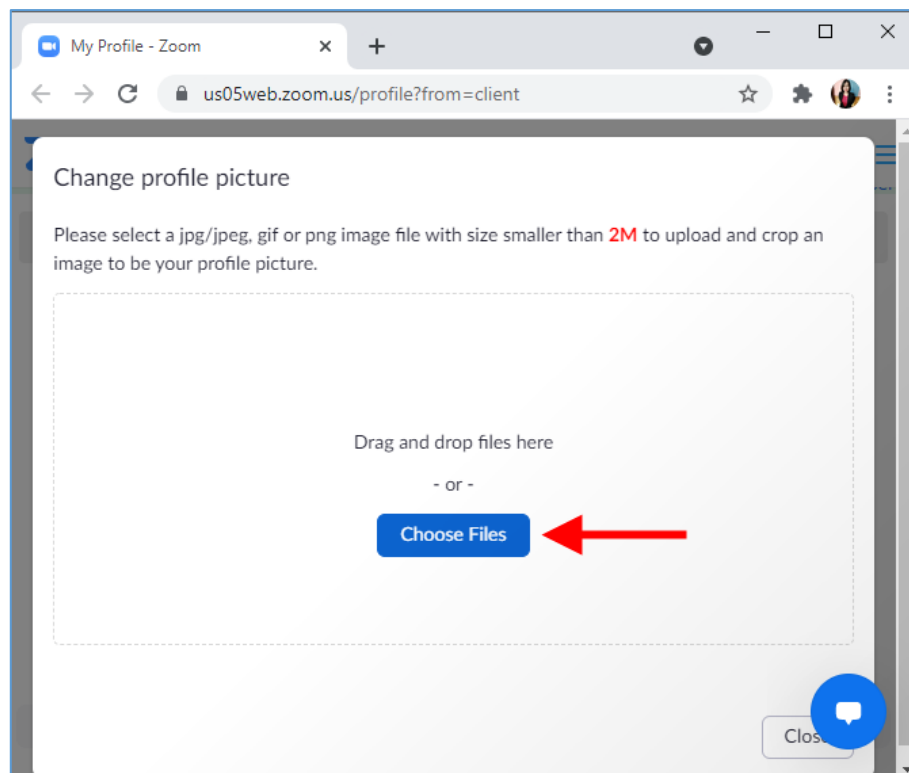 My Profile - Zoom
us05web.zoom.us/profile?from=client
Change profile picture
Please select a jpg/jpeg, gif or png image file with size smaller than 2M to upload and crop an
image to be your profile picture.
Drag and drop files here
- or -
Choose Files